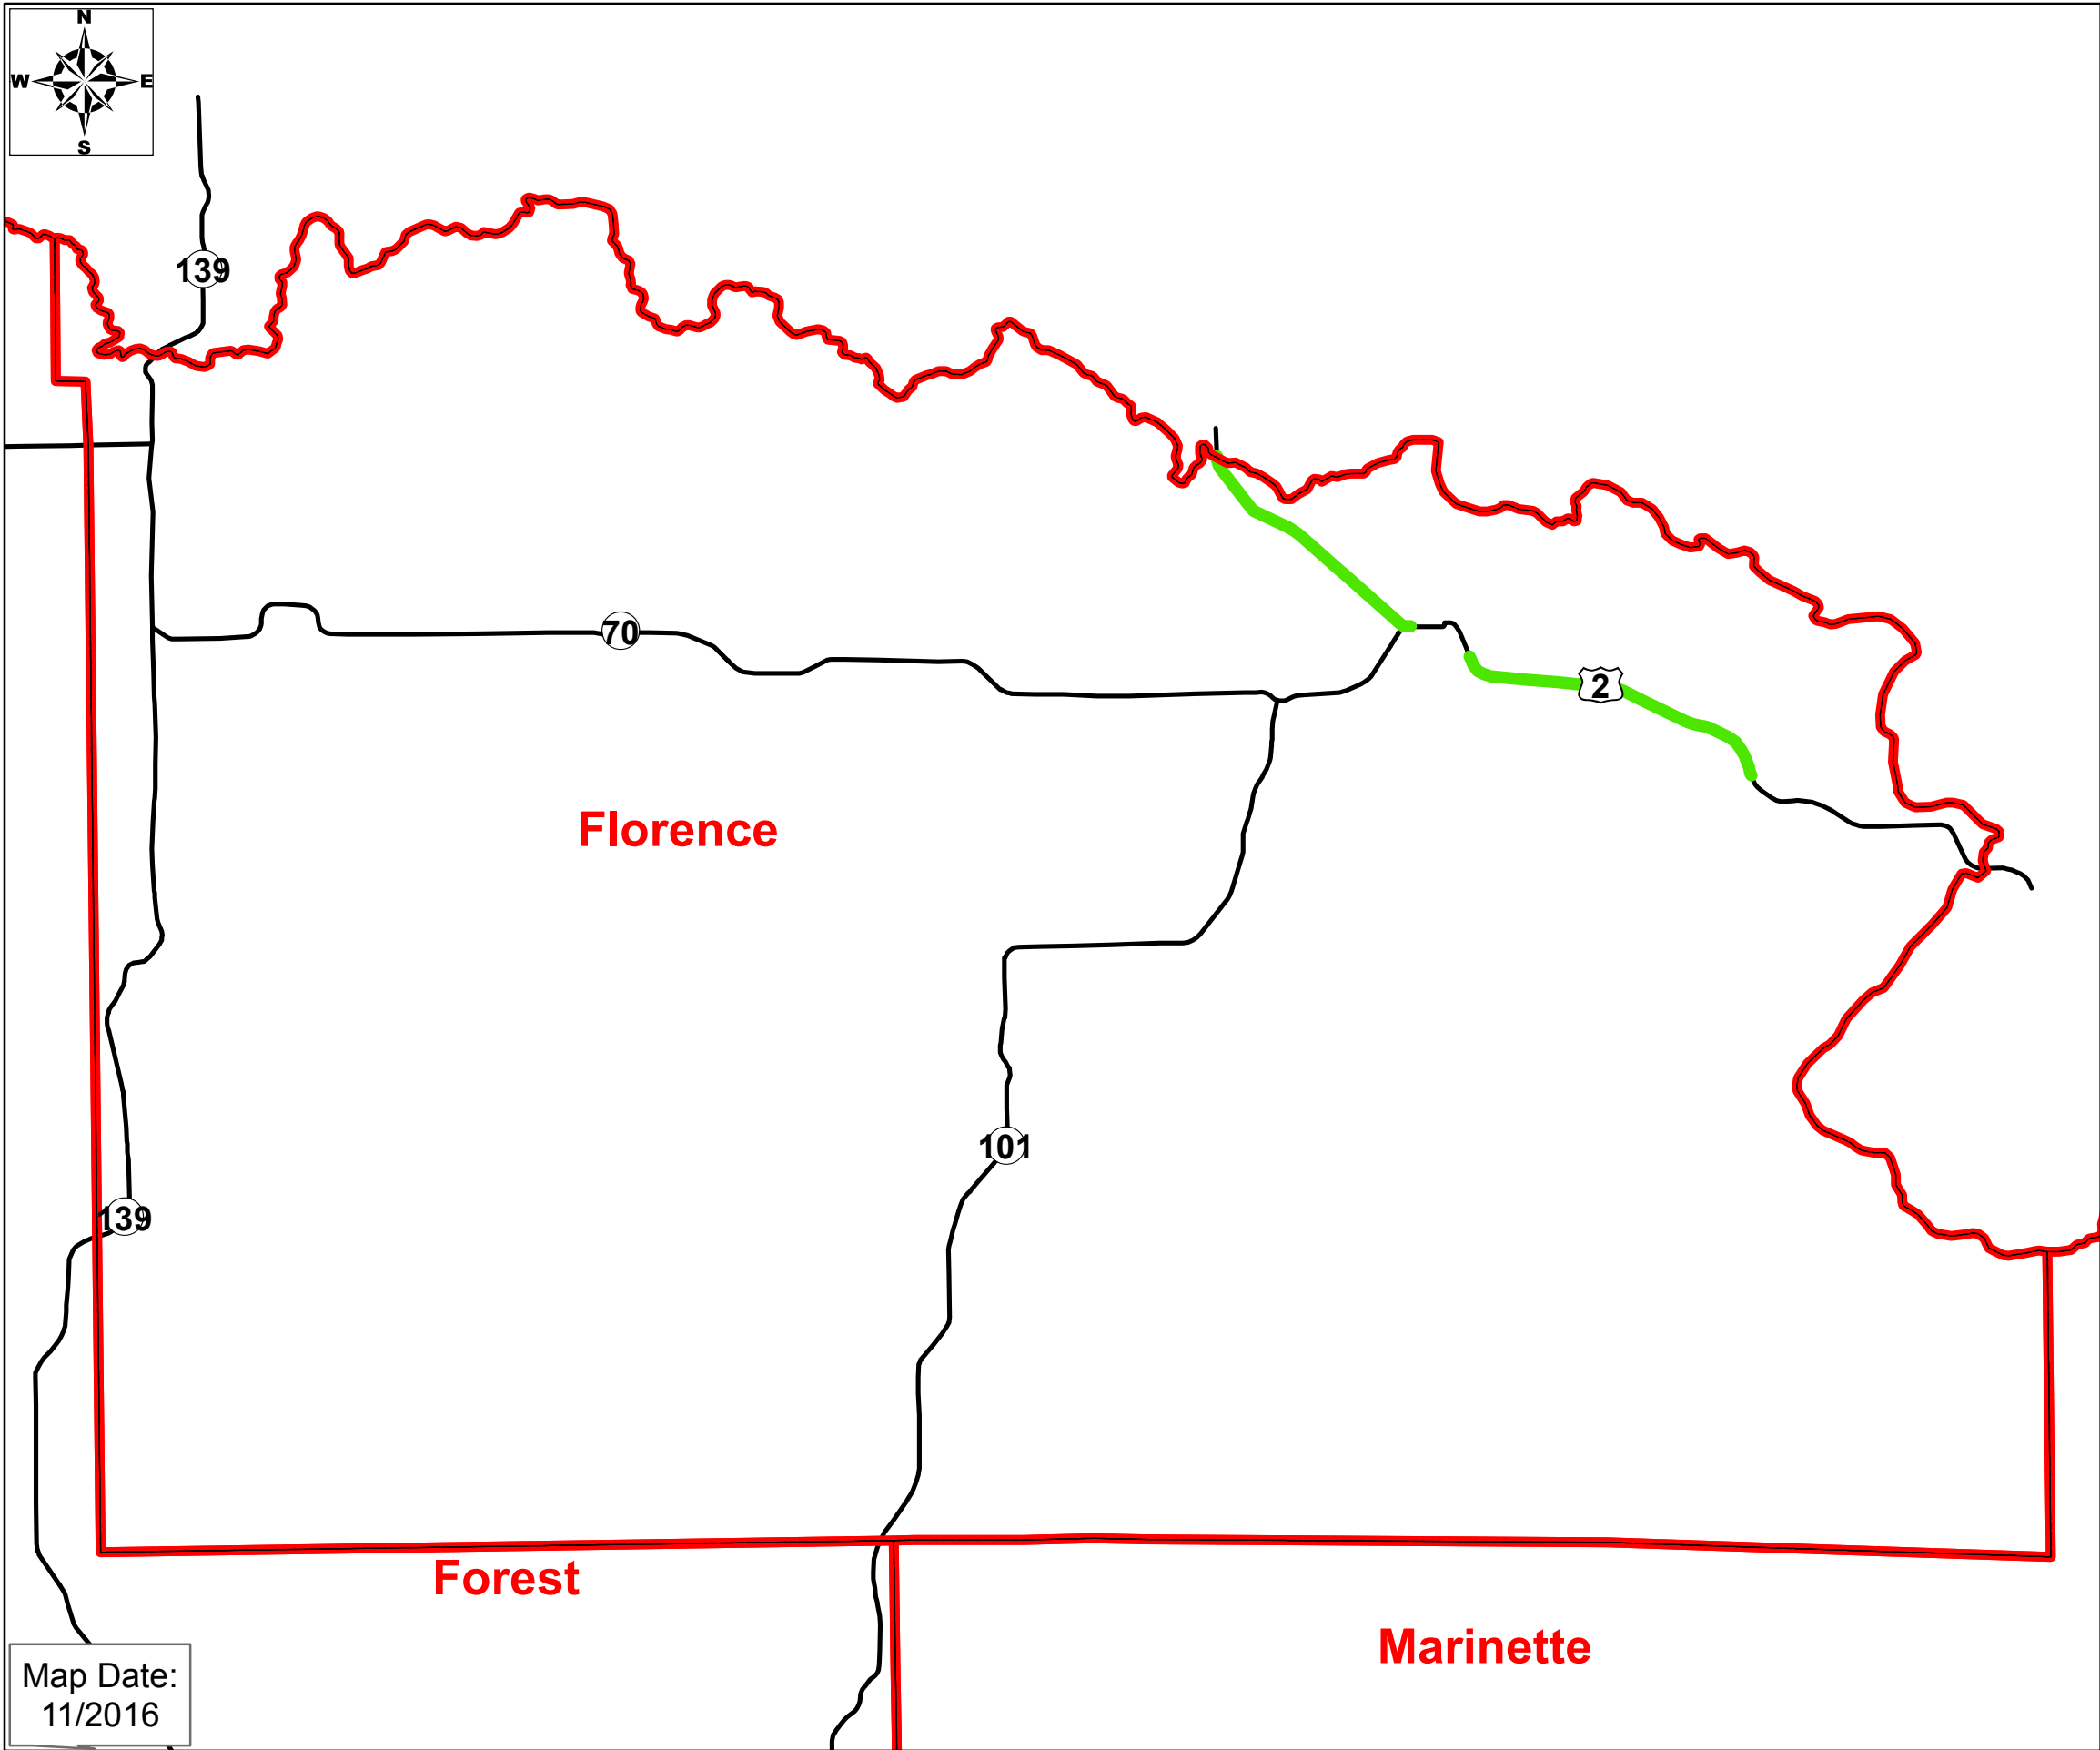 N
W E
S
139
70
2
Florence
101
139
Forest
Marinette
Map Date:
11/2016